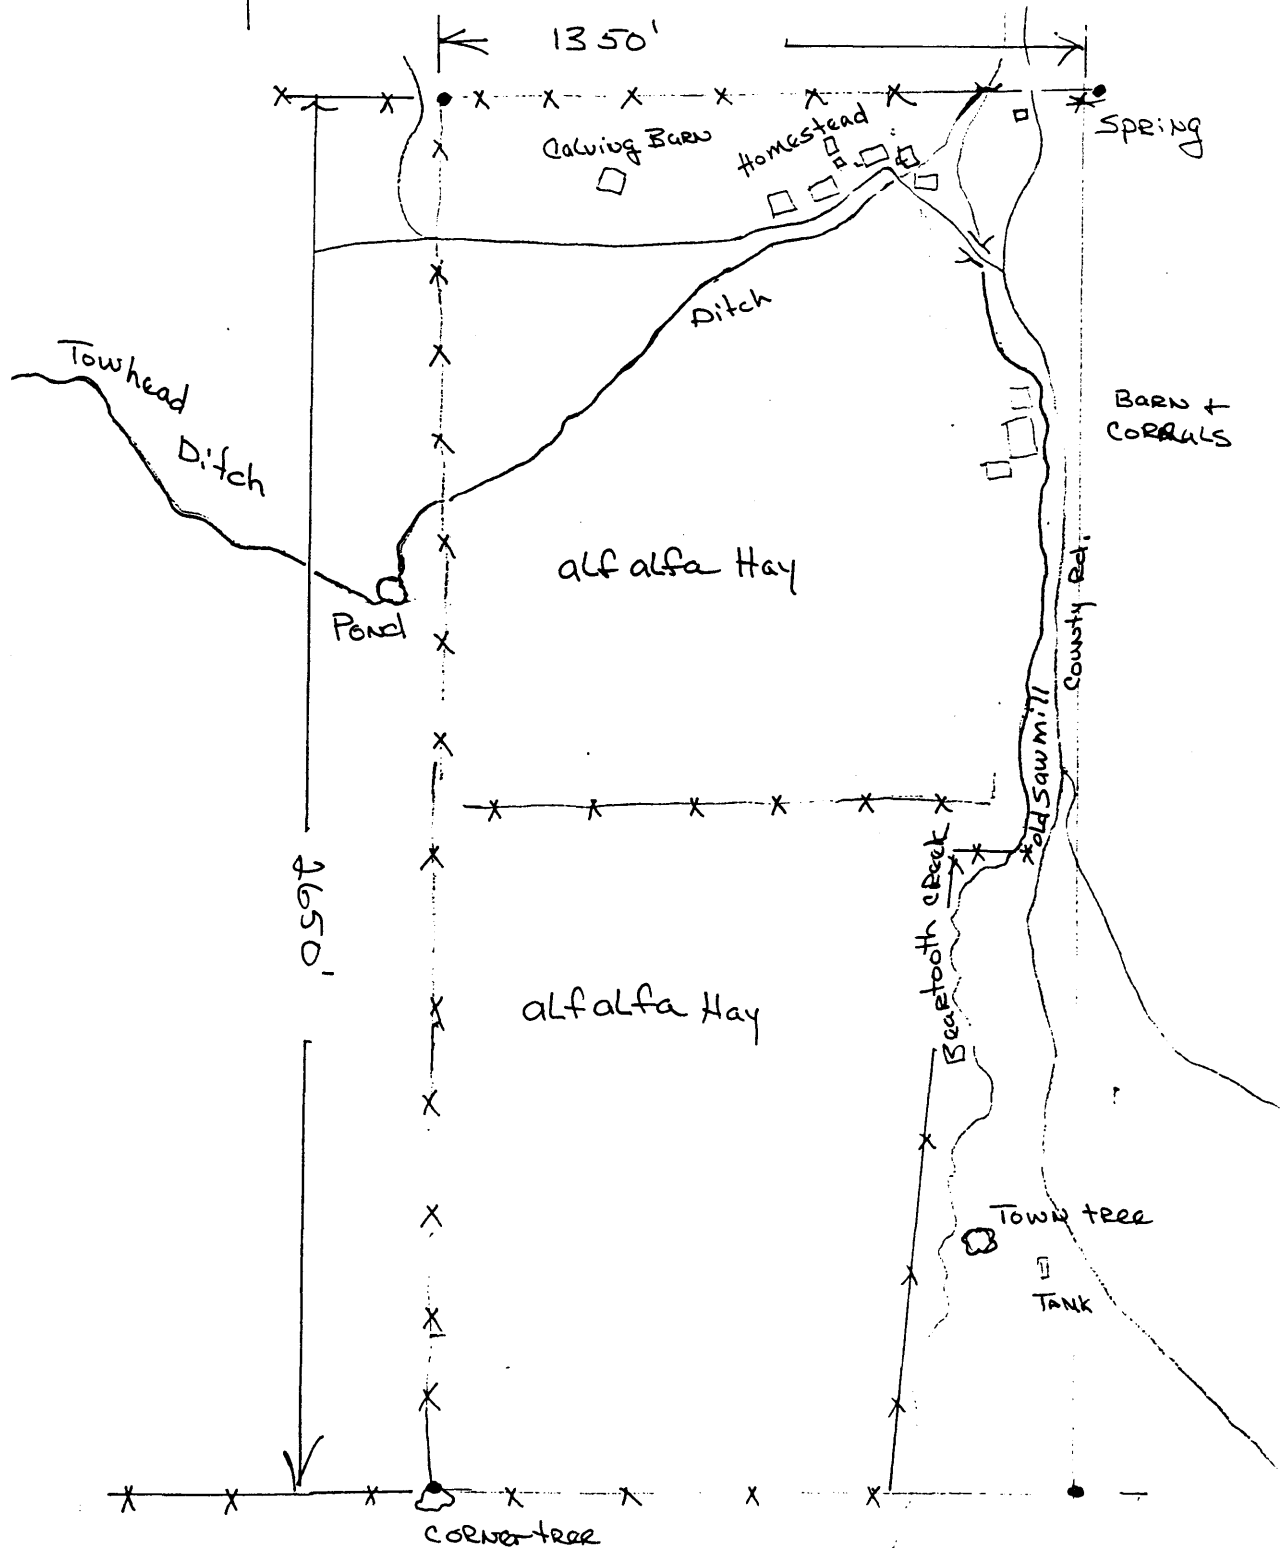 1350'
Spring
Calving Barn
Homestead
Ditch
Towhead
Ditch
Barn +
Corrals
alfalfa Hay
Pond
County Rd.
old Sawmill
2650'
Beartooth Creek
alfalfa Hay
Town tree
Tank
Corner tree